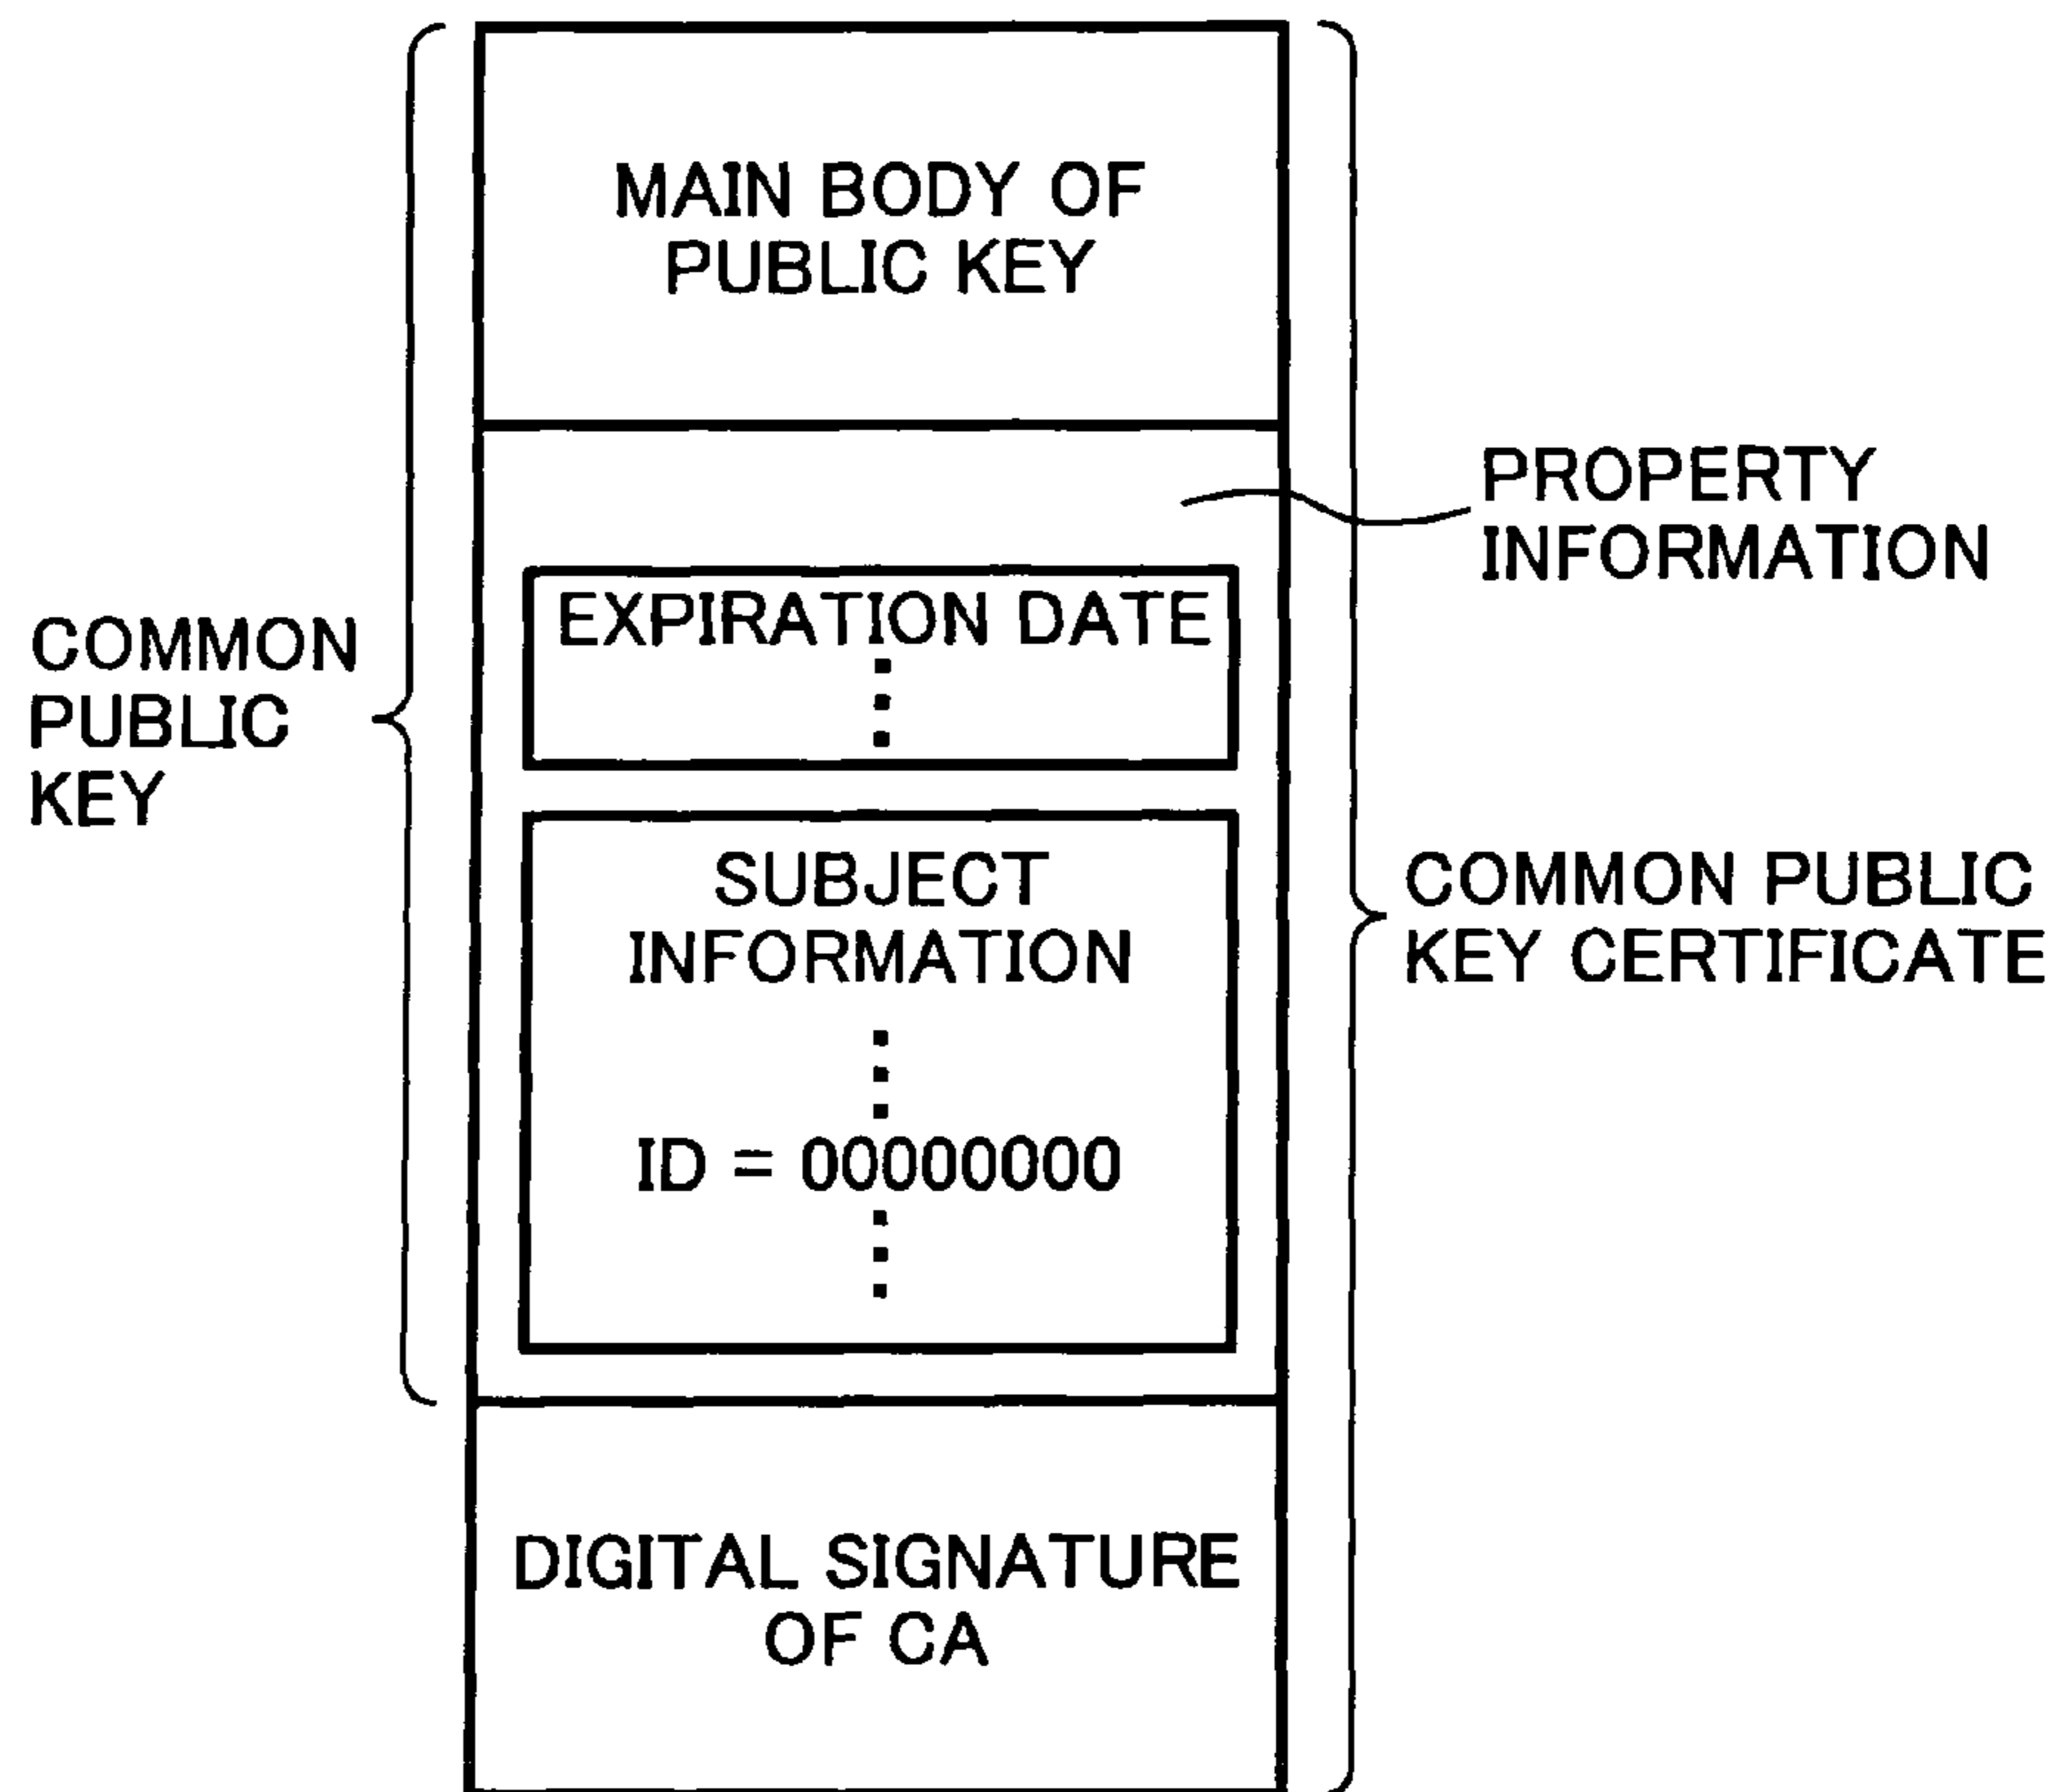 MAIN BODY OF
PUBLIC KEY
PROPERTY
INFORMATION
EXPIRATION DATE
COMMON
PUBLIC
KEY
SUBJECT
INFORMATION
COMMON PUBLIC
KEY CERTIFICATE
ID = 00000000
DIGITAL SIGNATURE
OF CA